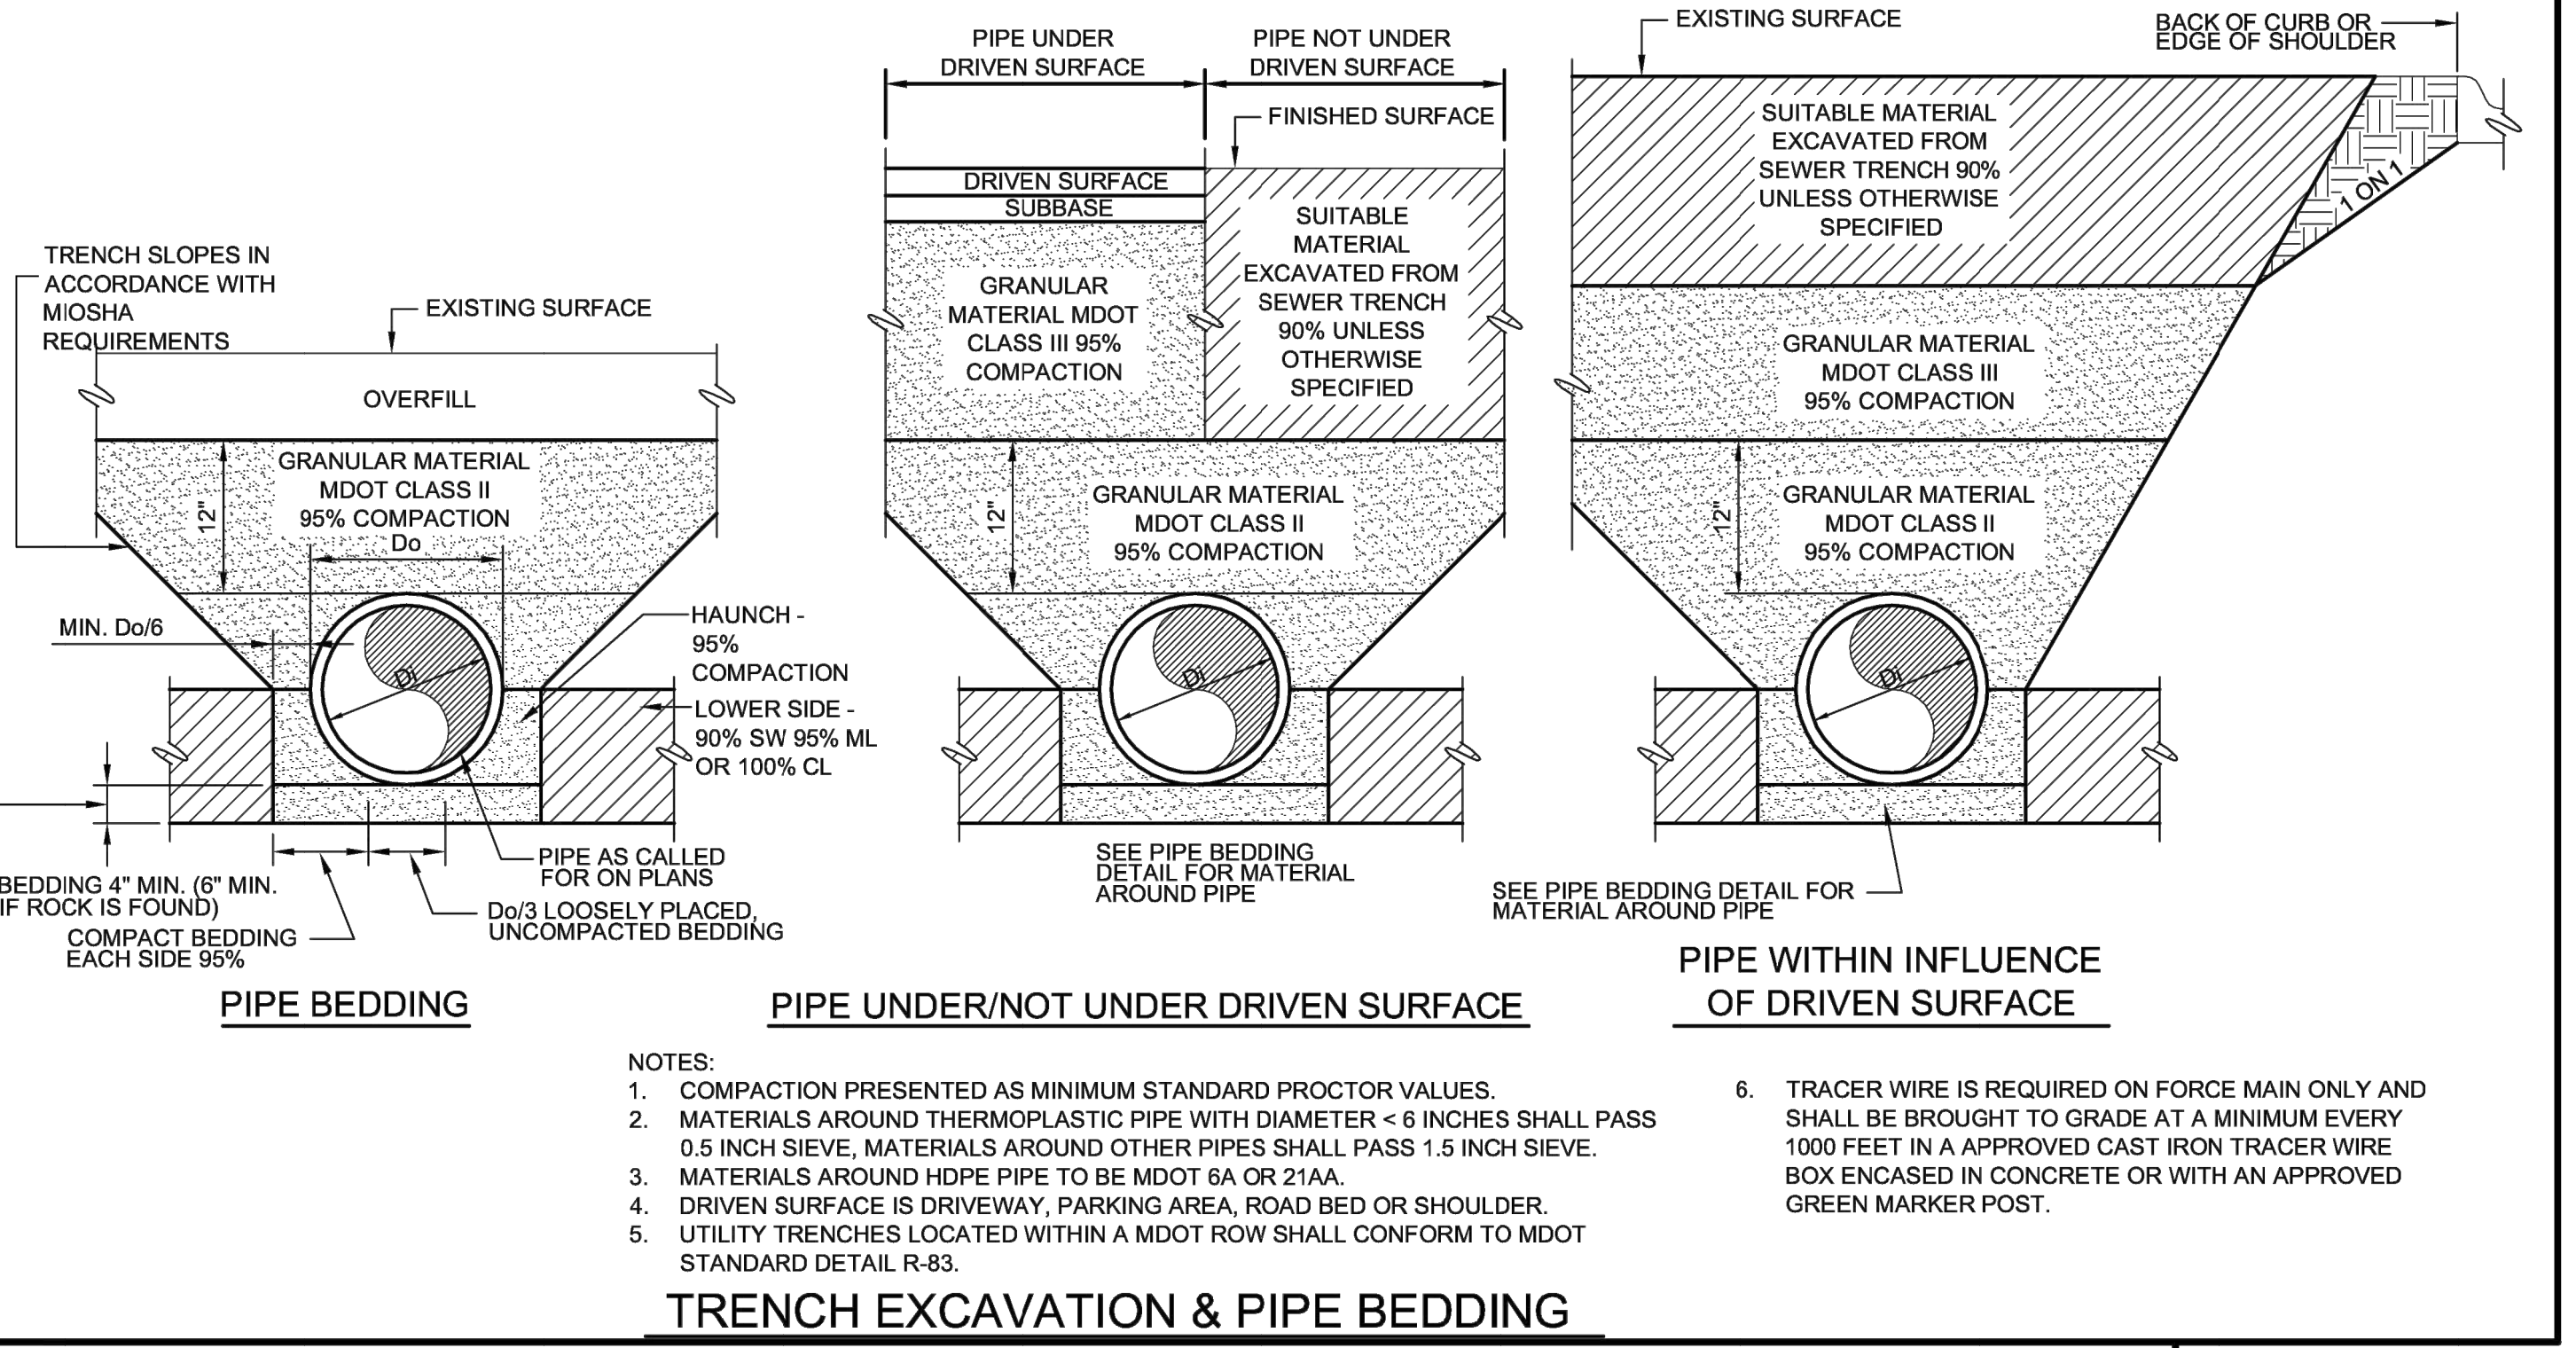 TRENCH SLOPES IN
ACCORDANCE WITH
MIOSHA
REQUIREMENTS
EXISTING SURFACE
OVERFILL
GRANULAR MATERIAL
MDOT CLASS II
95% COMPACTION
12"
Do
MIN. Do/6
Di
HAUNCH -
95%
COMPACTION
LOWER SIDE -
90% SW 95% ML
OR 100% CL
BEDDING 4" MIN. (6" MIN.
IF ROCK IS FOUND)
COMPACT BEDDING
EACH SIDE 95%
PIPE AS CALLED
FOR ON PLANS
Do/3 LOOSELY PLACED,
UNCOMPACTED BEDDING
PIPE BEDDING
PIPE UNDER
DRIVEN SURFACE
PIPE NOT UNDER
DRIVEN SURFACE
FINISHED SURFACE
DRIVEN SURFACE
SUBBASE
GRANULAR
MATERIAL MDOT
CLASS III 95%
COMPACTION
SUITABLE
MATERIAL
EXCAVATED FROM
SEWER TRENCH
90% UNLESS
OTHERWISE
SPECIFIED
12"
GRANULAR MATERIAL
MDOT CLASS II
95% COMPACTION
Di
SEE PIPE BEDDING
DETAIL FOR MATERIAL
AROUND PIPE
PIPE UNDER/NOT UNDER DRIVEN SURFACE
EXISTING SURFACE
BACK OF CURB OR
EDGE OF SHOULDER
SUITABLE MATERIAL
EXCAVATED FROM
SEWER TRENCH 90%
UNLESS OTHERWISE
SPECIFIED
1 ON 1
GRANULAR MATERIAL
MDOT CLASS III
95% COMPACTION
12"
GRANULAR MATERIAL
MDOT CLASS II
95% COMPACTION
Di
SEE PIPE BEDDING DETAIL FOR
MATERIAL AROUND PIPE
PIPE WITHIN INFLUENCE
OF DRIVEN SURFACE
NOTES:
1. COMPACTION PRESENTED AS MINIMUM STANDARD PROCTOR VALUES.
2. MATERIALS AROUND THERMOPLASTIC PIPE WITH DIAMETER < 6 INCHES SHALL PASS
0.5 INCH SIEVE, MATERIALS AROUND OTHER PIPES SHALL PASS 1.5 INCH SIEVE.
3. MATERIALS AROUND HDPE PIPE TO BE MDOT 6A OR 21AA.
4. DRIVEN SURFACE IS DRIVEWAY, PARKING AREA, ROAD BED OR SHOULDER.
5. UTILITY TRENCHES LOCATED WITHIN A MDOT ROW SHALL CONFORM TO MDOT
STANDARD DETAIL R-83.
6. TRACER WIRE IS REQUIRED ON FORCE MAIN ONLY AND
SHALL BE BROUGHT TO GRADE AT A MINIMUM EVERY
1000 FEET IN A APPROVED CAST IRON TRACER WIRE
BOX ENCASED IN CONCRETE OR WITH AN APPROVED
GREEN MARKER POST.
TRENCH EXCAVATION & PIPE BEDDING